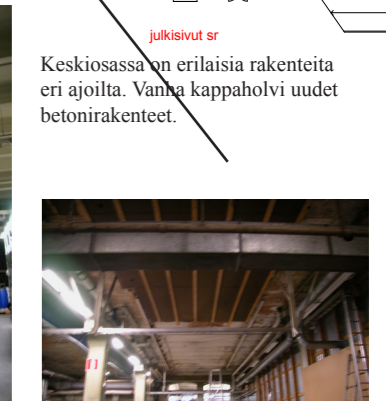 julkisivut sr
Keskiosassa on erilaisia rakenteita
eri ajoilta. Vanha kappaholvi uudet
betonirakenteet.